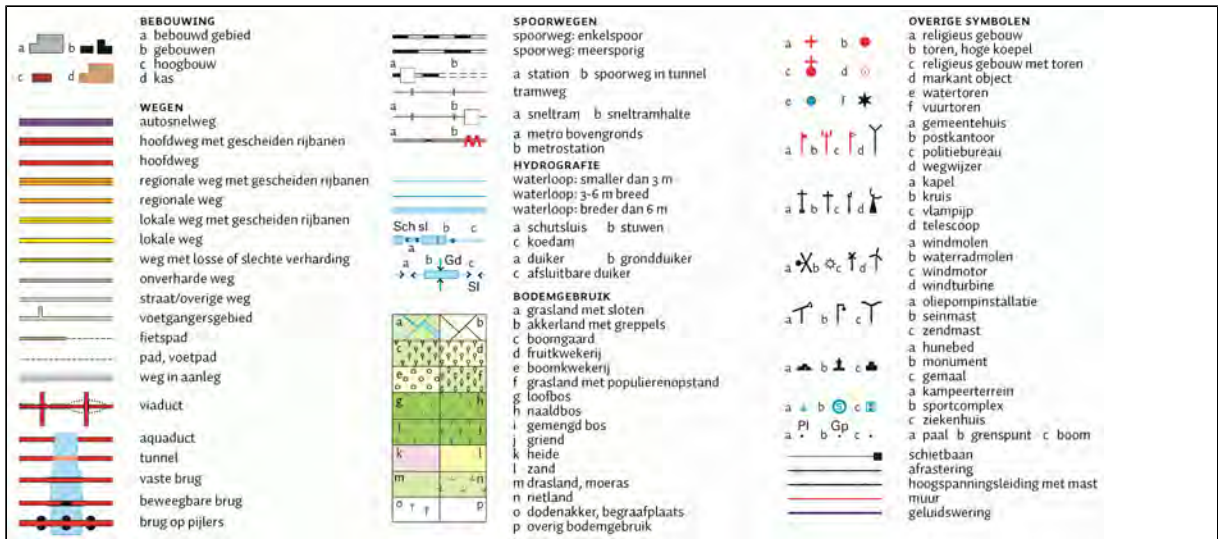 BEBOUWING
a bebouwd gebied
a b
b gebouwen
c hoogbouw
c d
d kas
WEGEN
autosnelweg
hoofdweg met gescheiden rijbanen
hoofdweg
regionale weg met gescheiden rijbanen
regionale weg
lokale weg met gescheiden rijbanen
lokale weg
weg met losse of slechte verharding
onverharde weg
straat/overige weg
voetgangersgebied
fietspad
pad, voetpad
weg in aanleg
viaduct
aquaduct
tunnel
vaste brug
beweegbare brug
brug op pijlers
SPOORWEGEN
spoorweg: enkelspoor
spoorweg: meersporig
a b
a station b spoorweg in tunnel
tramweg
a b
a sneltram b sneltramhalte
a b
a metro bovengronds
b metrostation
HYDROGRAFIE
waterloop: smaller dan 3 m
waterloop: 3-6 m breed
waterloop: breder dan 6 m
Sch sl b c
a
a schutsluis b stuwen
c koedam
a b Gd c
Sl
a duiker b grondduiker
c afsluitbare duiker
BODEMGEBRUIK
a b
c d
e f
g h
i j
k l
m n
o p
a grasland met sloten
b akkerland met greppels
c boomgaard
d fruitkwekerij
e boomkwekerij
f grasland met populierenopstand
g loofbos
h naaldbos
i gemengd bos
j griend
k heide
l zand
m drasland, moeras
n rietland
o dodenakker, begraafplaats
p overig bodemgebruik
OVERIGE SYMBOLEN
a b
a religieus gebouw
b toren, hoge koepel
c d
c religieus gebouw met toren
d markant object
e f
e watertoren
f vuurtoren
a b c d
a gemeentehuis
b postkantoor
c politiebureau
d wegwijzer
a b c d
a kapel
b kruis
c vlampijp
d telescoop
a b c d
a windmolen
b waterradmolen
c windmotor
d windturbine
a b c
a oliepompinstallatie
b seinmast
c zendmast
a b c
a hunebed
b monument
c gemaal
a b S c
a kampeerterrein
b sportcomplex
c ziekenhuis
Pl Gp
a b c
a paal b grenspunt c boom
schietbaan
afrastering
hoogspanningsleiding met mast
muur
geluidswering